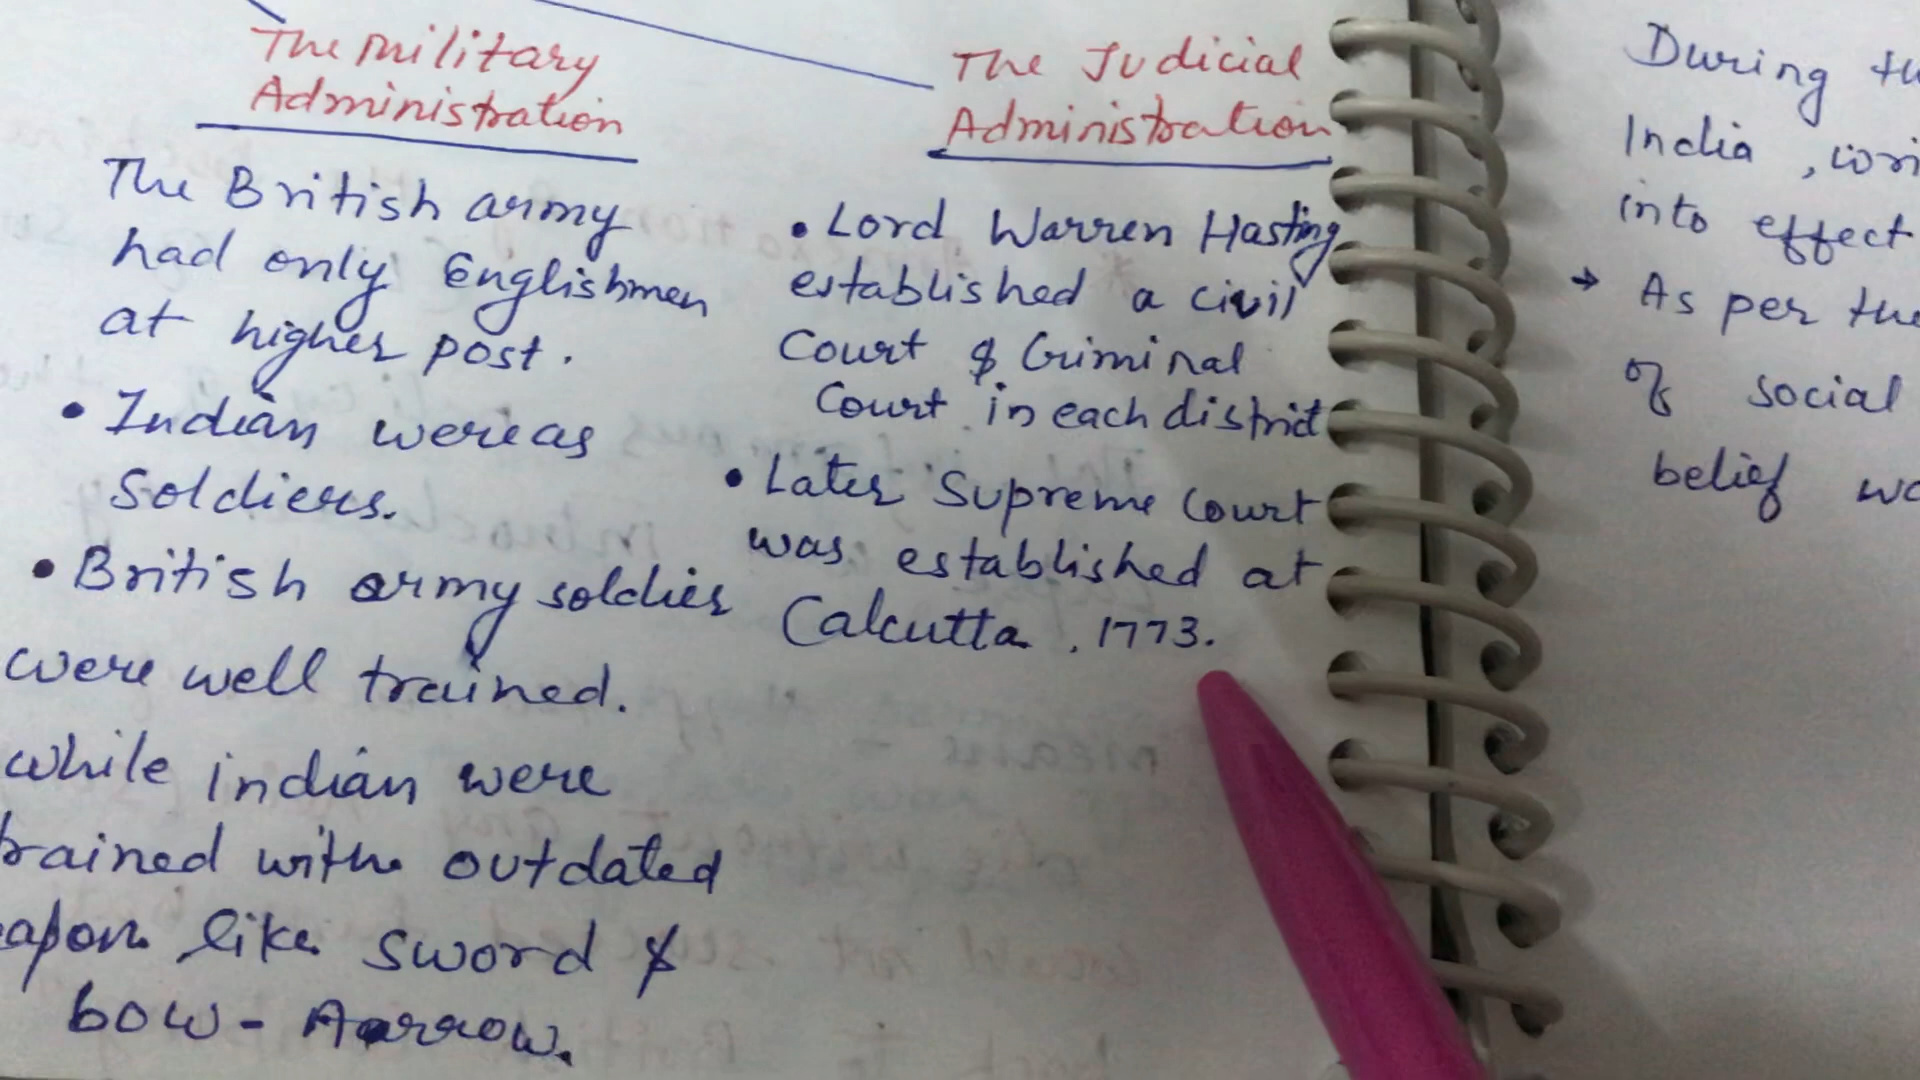 The Military
Administration
The British army
had only Englishmen
at higher post.
• Indian were as
Soldiers.
• British army soldier
were well trained.
while indian were
trained with outdated
eapon like sword &
bow - Arrow.
The Judicial
Administration
• Lord Warren Hasting
established a civil
Court & Criminal
Court in each district
• Later Supreme Court
was established at
Calcutta, 1773.
During
India,
into effect
→ As per the
of social
belief